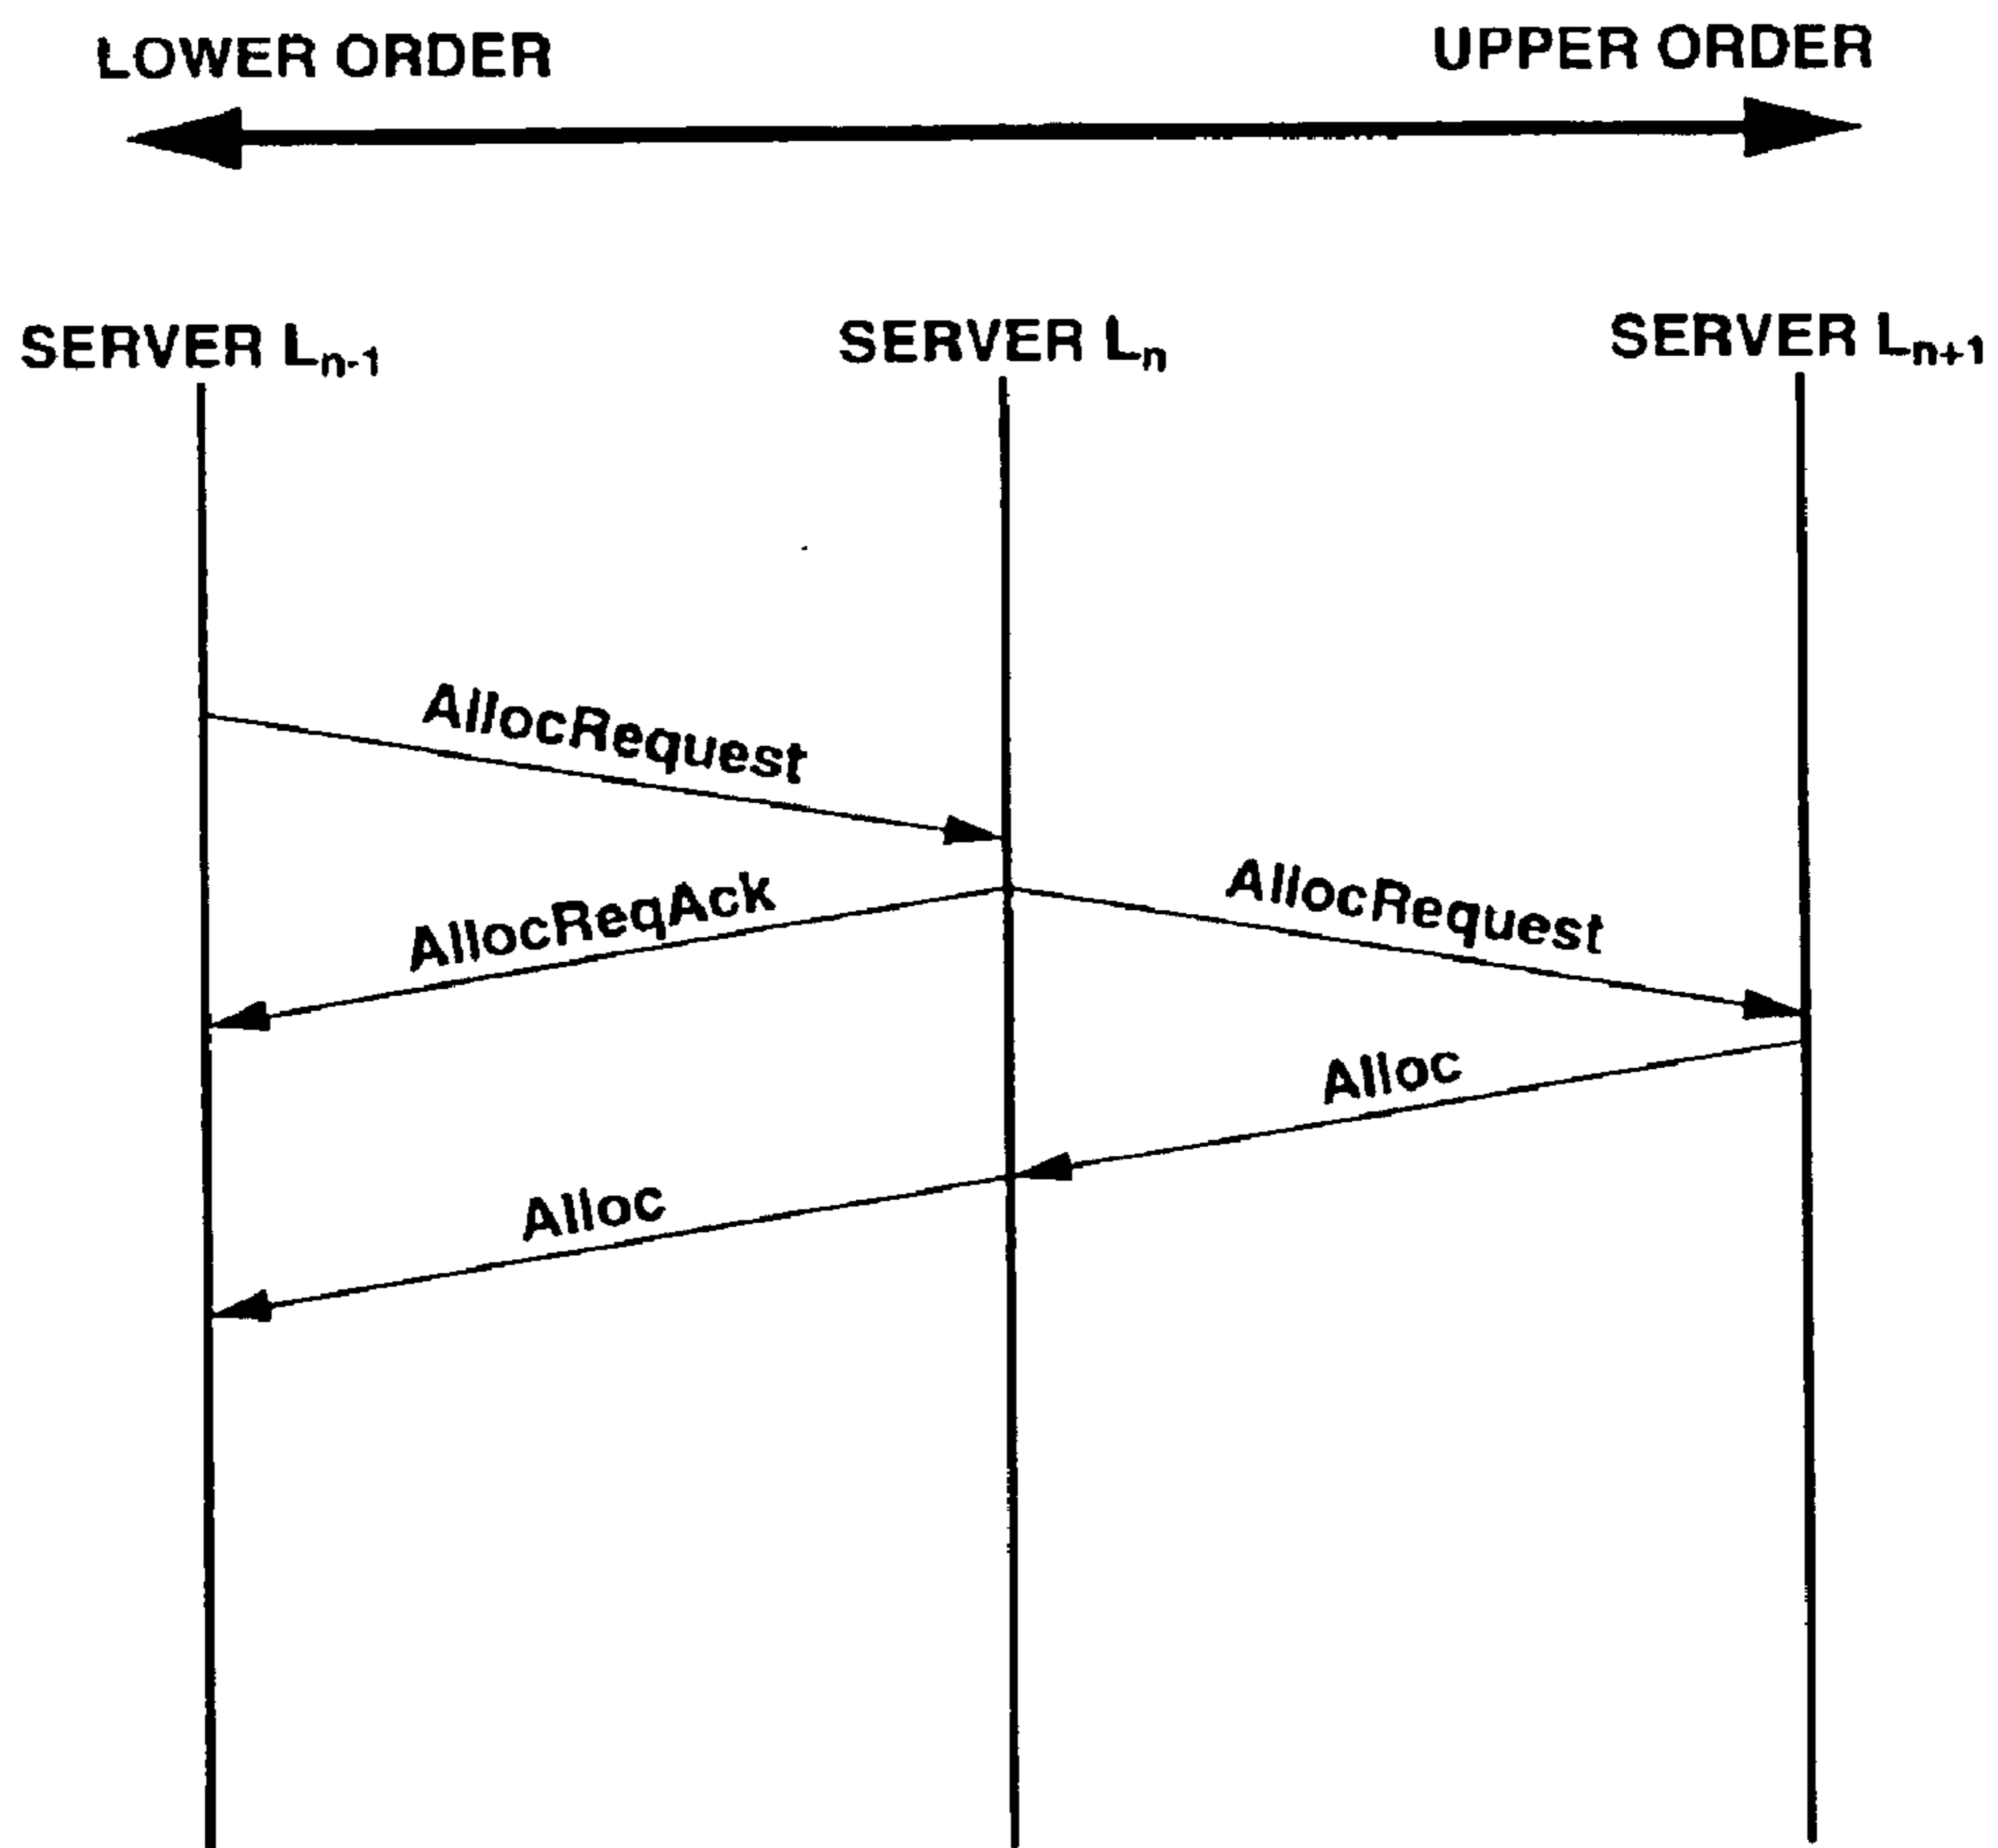 LOWER ORDER
UPPER ORDER
SERVER Ln-1
SERVER Ln
SERVER Ln+1
AllocRequest
AllocReqAck
AllocRequest
Alloc
Alloc